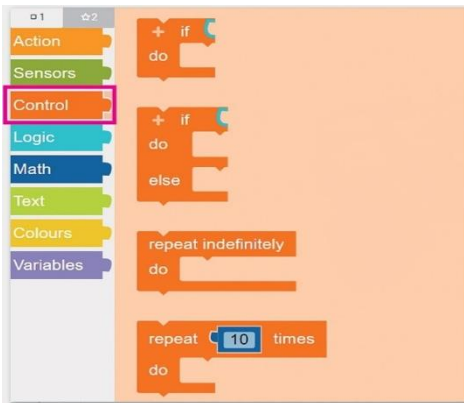 1 2
Action
Sensors
Control
Logic
Math
Text
Colours
Variables
+ if
do
+ if
do
else
repeat indefinitely
do
repeat 10 times
do